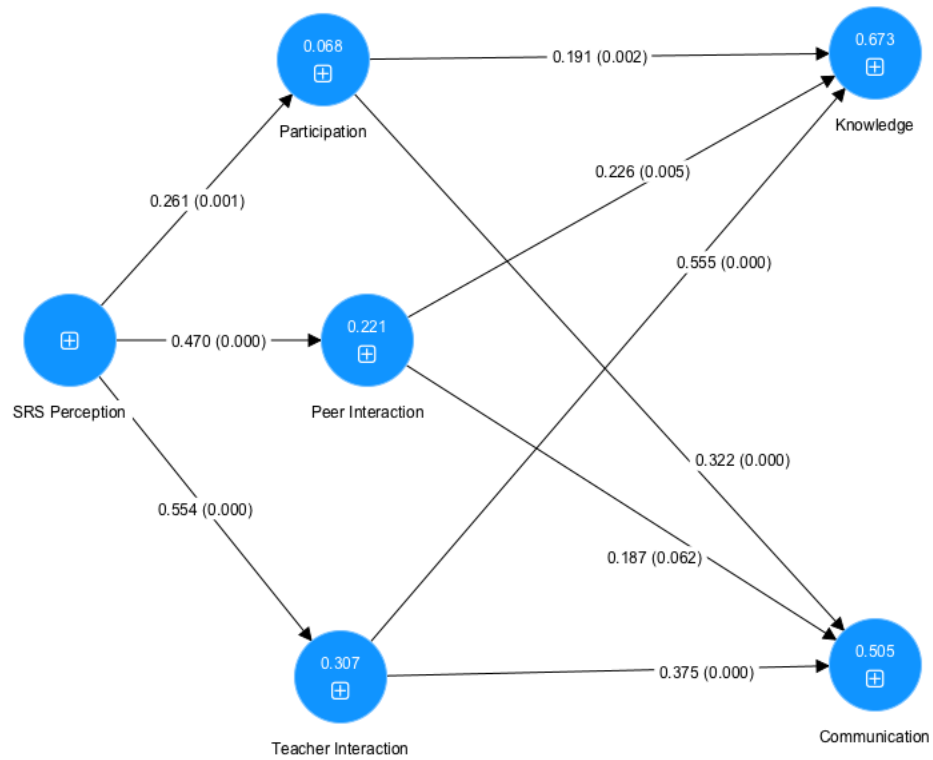 0.068
Participation
0.191 (0.002)
0.673
Knowledge
0.226 (0.005)
0.261 (0.001)
0.555 (0.000)
SRS Perception
0.470 (0.000)
0.221
Peer Interaction
0.322 (0.000)
0.554 (0.000)
0.187 (0.062)
0.307
Teacher Interaction
0.375 (0.000)
0.505
Communication